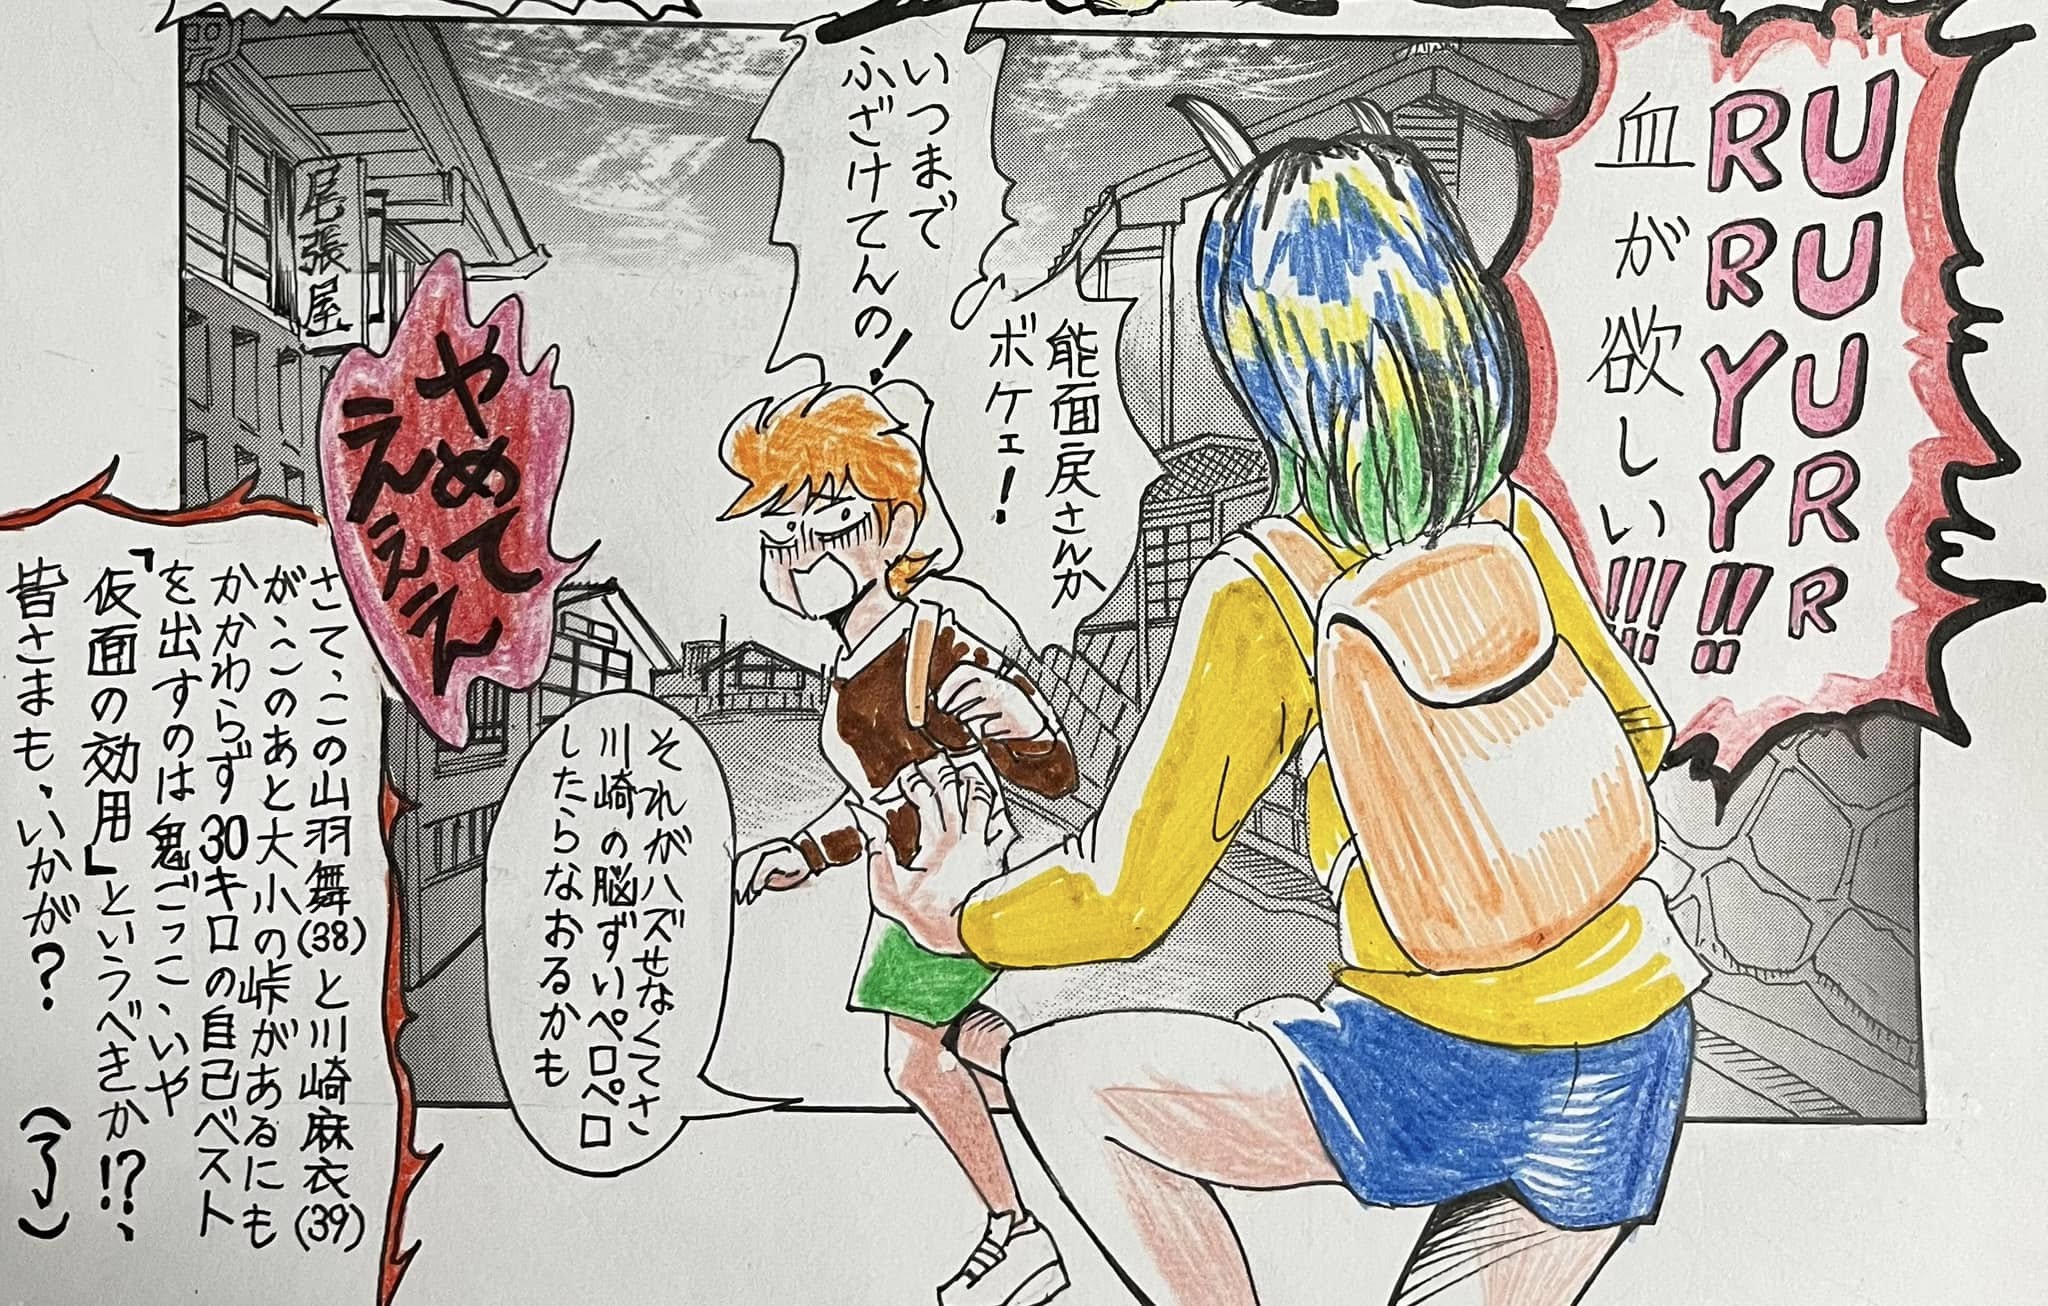 UUURR
RRYY!!
血が欲しい!!!!!!
いつまで
ふざけてんの!
能面戻さんか
ボケェ!
それがハズせなくてさ
川崎の脳ずいペロペロ
したらなおるかも
尾張屋
やめて
えぇぇえ
さて、この山羽舞(38)と川崎麻衣(39)
が、このあと大小の峠があるにも
かかわらず30キロの自己ベスト
を出すのは鬼ごっこ、いや
「仮面の効用」というべきか!?、
皆さまも、いかが? (了)